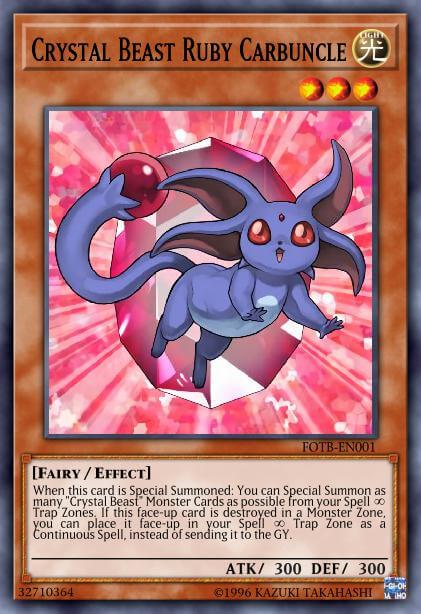 CRYSTAL BEAST RUBY CARBUNCLE
LIGHT
光
FOTB-EN001
[FAIRY / EFFECT]
When this card is Special Summoned: You can Special Summon as
many "Crystal Beast" Monster Cards as possible from your Spell ∞
Trap Zones. If this face-up card is destroyed in a Monster Zone,
you can place it face-up in your Spell ∞ Trap Zone as a
Continuous Spell, instead of sending it to the GY.
ATK/ 300 DEF/ 300
32710364
©1996 KAZUKI TAKAHASHI